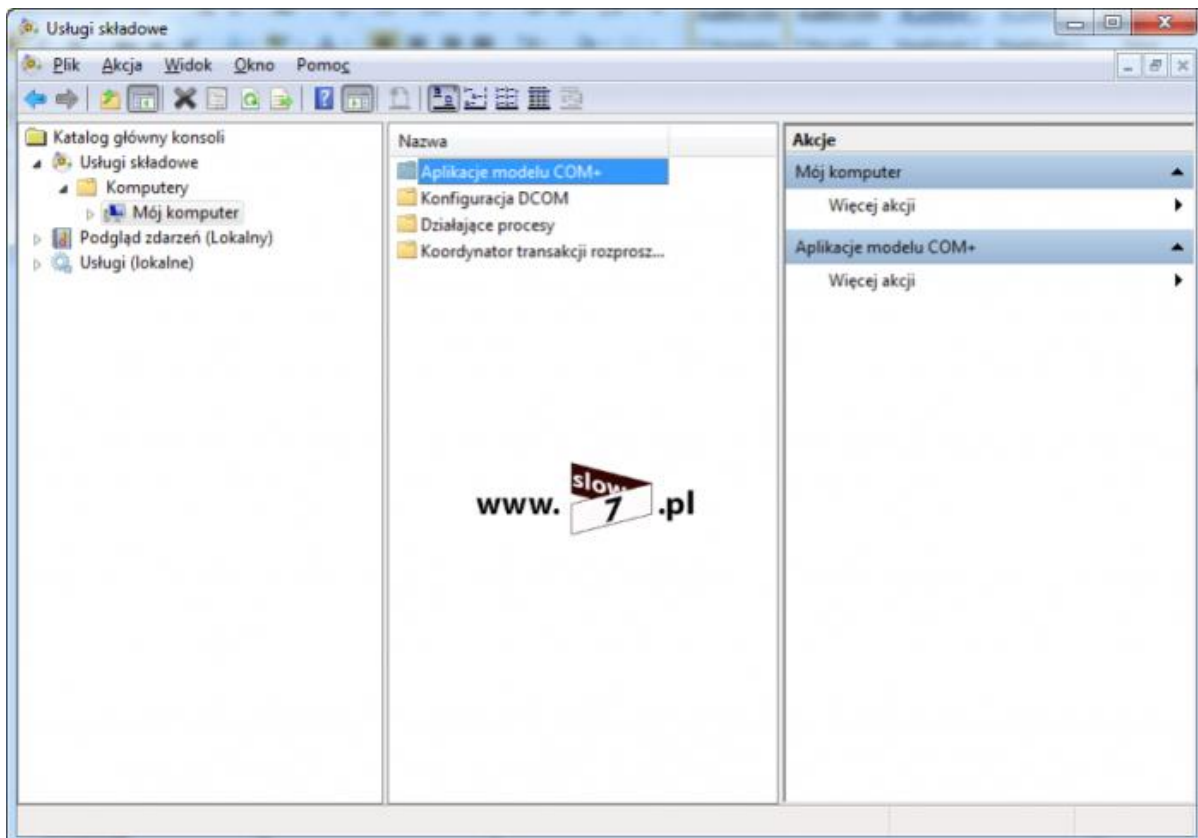 Usługi składowe
Plik Akcja Widok Okno Pomoc
Katalog główny konsoli
Usługi składowe
Komputery
Mój komputer
Podgląd zdarzeń (Lokalny)
Usługi (lokalne)
Nazwa
Aplikacje modelu COM+
Konfiguracja DCOM
Działające procesy
Koordynator transakcji rozprosz...
www.slow7.pl
Akcje
Mój komputer
Więcej akcji
Aplikacje modelu COM+
Więcej akcji